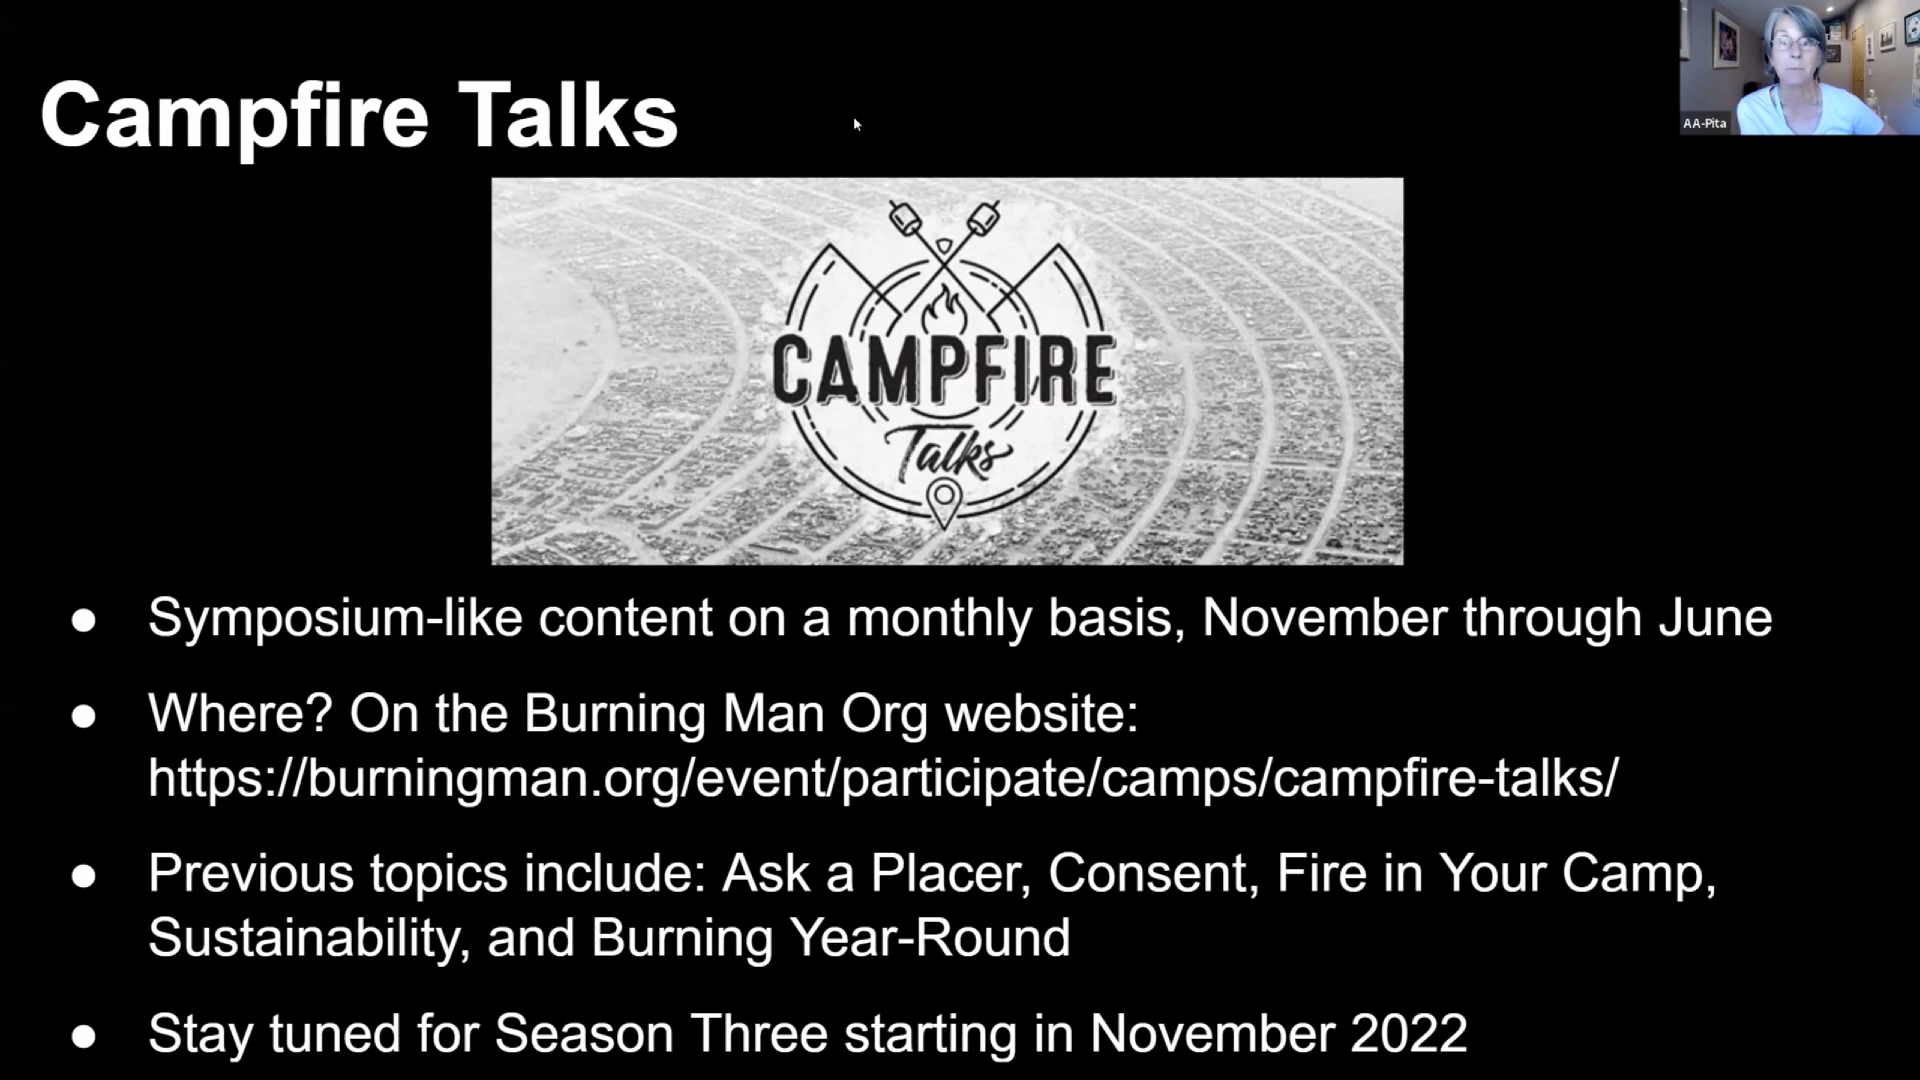 Campfire Talks
AA-Pita
CAMPFIRE
Talks
● Symposium-like content on a monthly basis, November through June
● Where? On the Burning Man Org website:
https://burningman.org/event/participate/camps/campfire-talks/
● Previous topics include: Ask a Placer, Consent, Fire in Your Camp,
Sustainability, and Burning Year-Round
● Stay tuned for Season Three starting in November 2022